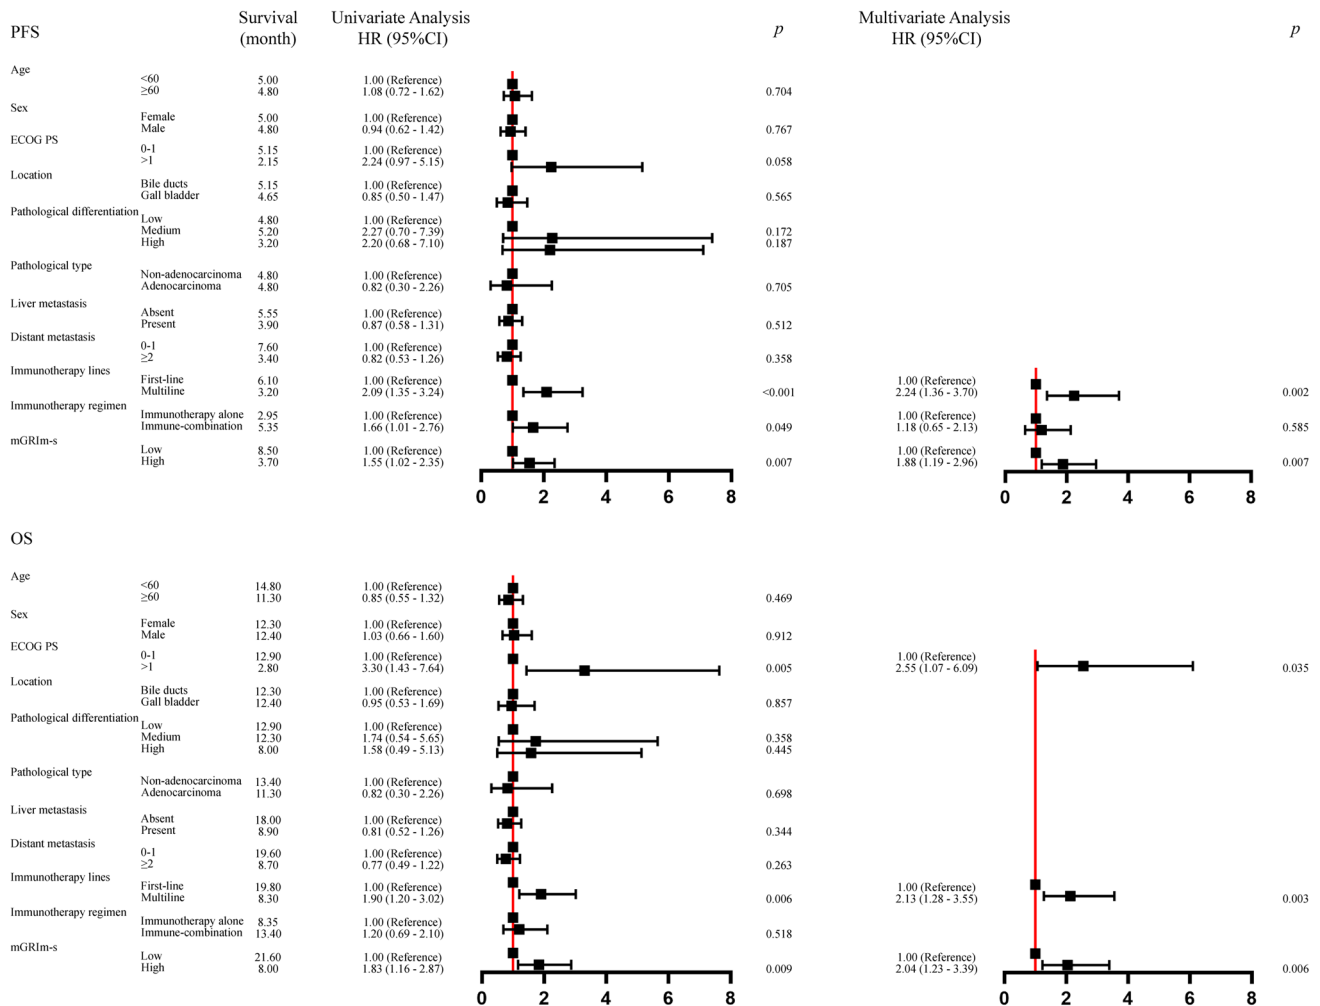 PFS Survival (month) Univariate Analysis HR (95%CI) p Multivariate Analysis HR (95%CI) p
Age
<60 5.00 1.00 (Reference)
≥60 4.80 1.08 (0.72 - 1.62) 0.704
Sex
Female 5.00 1.00 (Reference)
Male 4.80 0.94 (0.62 - 1.42) 0.767
ECOG PS
0-1 5.15 1.00 (Reference)
>1 2.15 2.24 (0.97 - 5.15) 0.058
Location
Bile ducts 5.15 1.00 (Reference)
Gall bladder 4.65 0.85 (0.50 - 1.47) 0.565
Pathological differentiation
Low 4.80 1.00 (Reference)
Medium 5.20 2.27 (0.70 - 7.39) 0.172
High 3.20 2.20 (0.68 - 7.10) 0.187
Pathological type
Non-adenocarcinoma 4.80 1.00 (Reference)
Adenocarcinoma 4.80 0.82 (0.30 - 2.26) 0.705
Liver metastasis
Absent 5.55 1.00 (Reference)
Present 3.90 0.87 (0.58 - 1.31) 0.512
Distant metastasis
0-1 7.60 1.00 (Reference)
≥2 3.40 0.82 (0.53 - 1.26) 0.358
Immunotherapy lines
First-line 6.10 1.00 (Reference) 1.00 (Reference)
Multiline 3.20 2.09 (1.35 - 3.24) <0.001 2.24 (1.36 - 3.70) 0.002
Immunotherapy regimen
Immunotherapy alone 2.95 1.00 (Reference) 1.00 (Reference)
Immune-combination 5.35 1.66 (1.01 - 2.76) 0.049 1.18 (0.65 - 2.13) 0.585
mGRIm-s
Low 8.50 1.00 (Reference) 1.00 (Reference)
High 3.70 1.55 (1.02 - 2.35) 0.007 1.88 (1.19 - 2.96) 0.007
0 2 4 6 8 0 2 4 6 8
OS
Age
<60 14.80 1.00 (Reference)
≥60 11.30 0.85 (0.55 - 1.32) 0.469
Sex
Female 12.30 1.00 (Reference)
Male 12.40 1.03 (0.66 - 1.60) 0.912
ECOG PS
0-1 12.90 1.00 (Reference) 1.00 (Reference)
>1 2.80 3.30 (1.43 - 7.64) 0.005 2.55 (1.07 - 6.09) 0.035
Location
Bile ducts 12.30 1.00 (Reference)
Gall bladder 12.40 0.95 (0.53 - 1.69) 0.857
Pathological differentiation
Low 12.90 1.00 (Reference)
Medium 12.30 1.74 (0.54 - 5.65) 0.358
High 8.00 1.58 (0.49 - 5.13) 0.445
Pathological type
Non-adenocarcinoma 13.40 1.00 (Reference)
Adenocarcinoma 11.30 0.82 (0.30 - 2.26) 0.698
Liver metastasis
Absent 18.00 1.00 (Reference)
Present 8.90 0.81 (0.52 - 1.26) 0.344
Distant metastasis
0-1 19.60 1.00 (Reference)
≥2 8.70 0.77 (0.49 - 1.22) 0.263
Immunotherapy lines
First-line 19.80 1.00 (Reference) 1.00 (Reference)
Multiline 8.30 1.90 (1.20 - 3.02) 0.006 2.13 (1.28 - 3.55) 0.003
Immunotherapy regimen
Immunotherapy alone 8.35 1.00 (Reference)
Immune-combination 13.40 1.20 (0.69 - 2.10) 0.518
mGRIm-s
Low 21.60 1.00 (Reference) 1.00 (Reference)
High 8.00 1.83 (1.16 - 2.87) 0.009 2.04 (1.23 - 3.39) 0.006
0 2 4 6 8 0 2 4 6 8